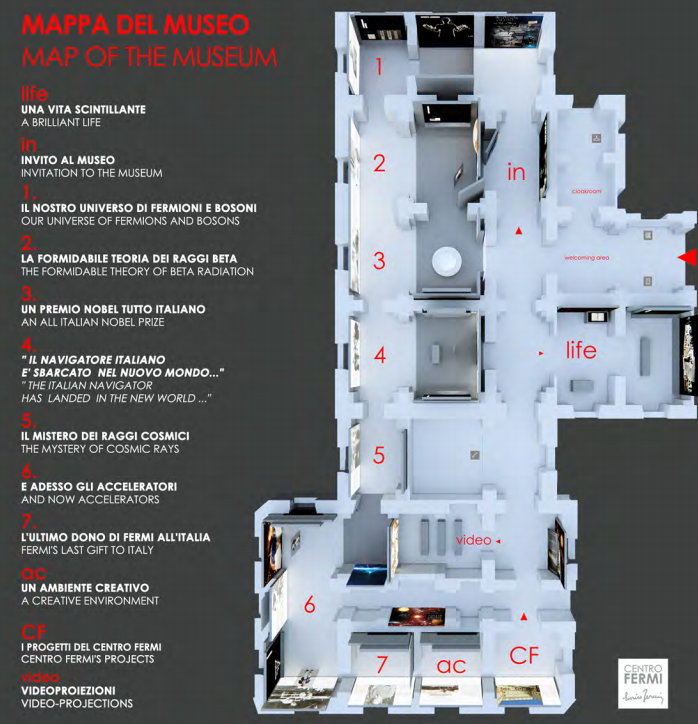 MAPPA DEL MUSEO
MAP OF THE MUSEUM
life
UNA VITA SCINTILLANTE
A BRILLIANT LIFE
in
INVITO AL MUSEO
INVITATION TO THE MUSEUM
1.
IL NOSTRO UNIVERSO DI FERMIONI E BOSONI
OUR UNIVERSE OF FERMIONS AND BOSONS
2.
LA FORMIDABILE TEORIA DEI RAGGI BETA
THE FORMIDABLE THEORY OF BETA RADIATION
3.
UN PREMIO NOBEL TUTTO ITALIANO
AN ALL ITALIAN NOBEL PRIZE
4.
" IL NAVIGATORE ITALIANO
E' SBARCATO NEL NUOVO MONDO..."
" THE ITALIAN NAVIGATOR
HAS LANDED IN THE NEW WORLD ..."
5.
IL MISTERO DEI RAGGI COSMICI
THE MYSTERY OF COSMIC RAYS
6.
E ADESSO GLI ACCELERATORI
AND NOW ACCELERATORS
7.
L'ULTIMO DONO DI FERMI ALL'ITALIA
FERMI'S LAST GIFT TO ITALY
ac
UN AMBIENTE CREATIVO
A CREATIVE ENVIRONMENT
CF
I PROGETTI DEL CENTRO FERMI
CENTRO FERMI'S PROJECTS
video
VIDEOPROIEZIONI
VIDEO-PROJECTIONS
1
2
in
cloakroom
3
welcoming area
4
life
5
video
6
7
ac
CF
CENTRO
FERMI